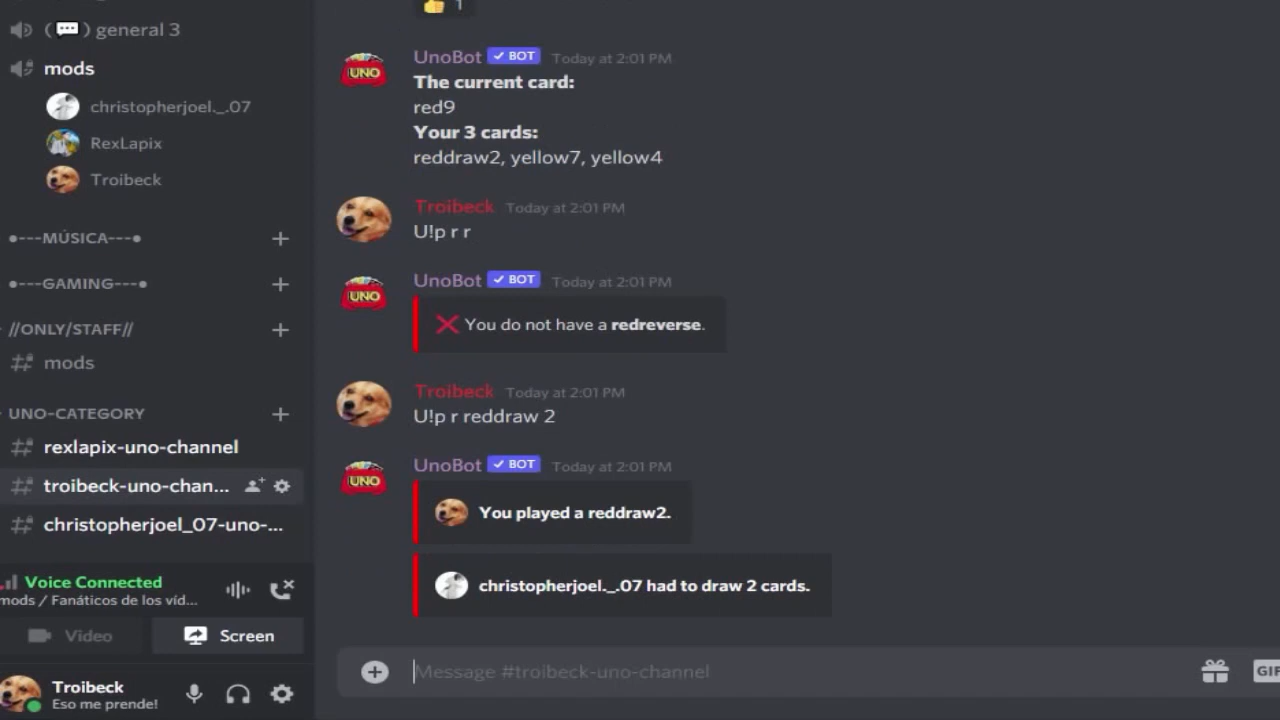 general 3
mods
christopherjoel._.07
RexLapix
Troibeck
●---MÚSICA---●
●---GAMING---●
//ONLY/STAFF//
mods
UNO-CATEGORY
rexlapix-uno-channel
troibeck-uno-chan...
christopherjoel_07-uno-...
Voice Connected
mods / Fanáticos de los víd...
Video
Screen
Troibeck
Eso me prende!
1
UnoBot ✓ BOT Today at 2:01 PM
The current card:
red9
Your 3 cards:
reddraw2, yellow7, yellow4
Troibeck Today at 2:01 PM
U!p r r
UnoBot ✓ BOT Today at 2:01 PM
❌ You do not have a redreverse.
Troibeck Today at 2:01 PM
U!p r reddraw 2
UnoBot ✓ BOT Today at 2:01 PM
You played a reddraw2.
christopherjoel._.07 had to draw 2 cards.
Message #troibeck-uno-channel
GIF
UNO
UNO
UNO